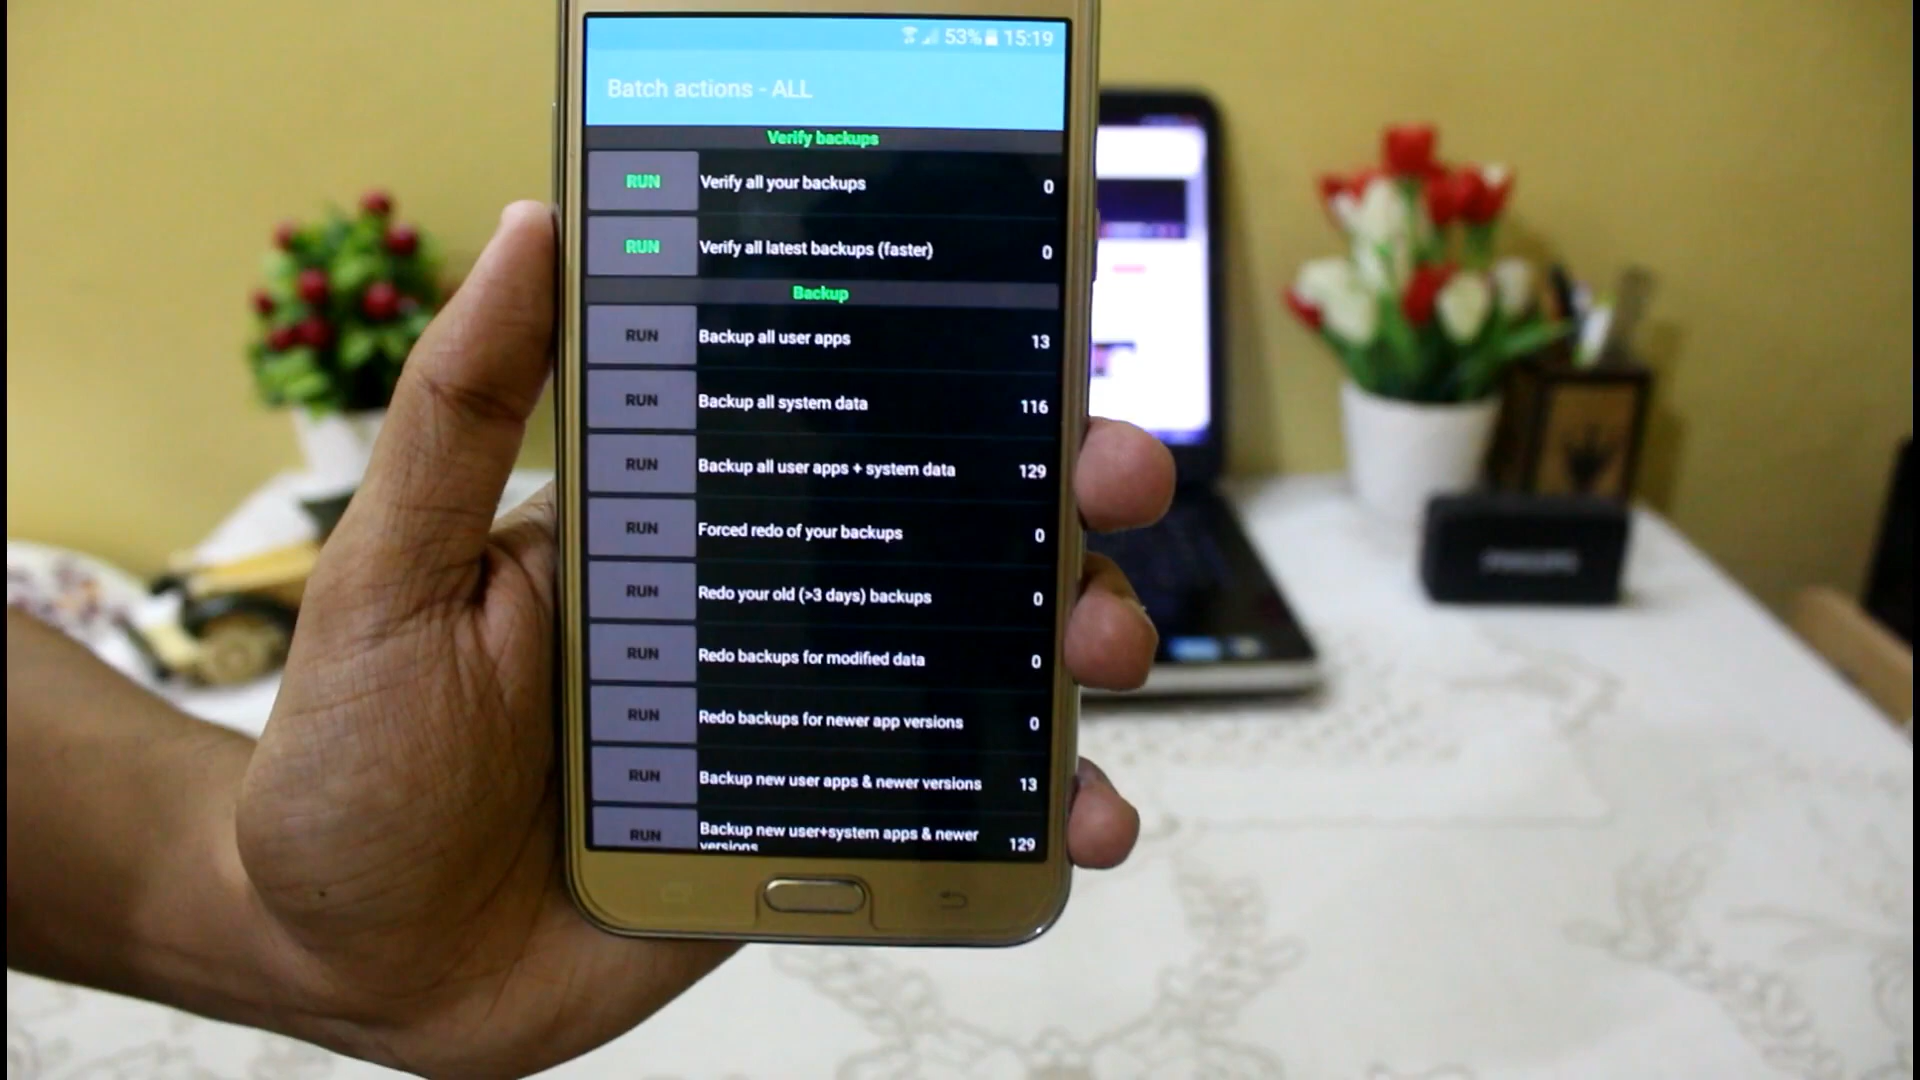 53% 15:19
Batch actions - ALL
Verify backups
RUN Verify all your backups 0
RUN Verify all latest backups (faster) 0
Backup
RUN Backup all user apps 13
RUN Backup all system data 116
RUN Backup all user apps + system data 129
RUN Forced redo of your backups 0
RUN Redo your old (>3 days) backups 0
RUN Redo backups for modified data 0
RUN Redo backups for newer app versions 0
RUN Backup new user apps & newer versions 13
RUN Backup new user+system apps & newer 129
versions